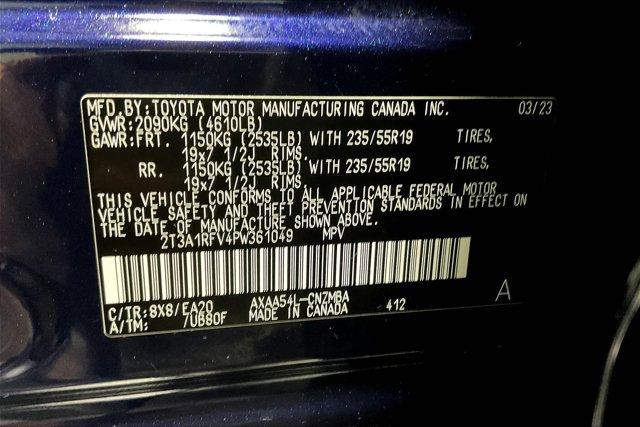 MFD. BY: TOYOTA MOTOR MANUFACTURING CANADA INC. 03/23
GVWR: 2090KG (4610LB)
GAWR: FRT. 1150KG (2535LB) WITH 235/55R19 TIRES,
19x7 1/2J RIMS,
RR. 1150KG (2535LB) WITH 235/55R19 TIRES,
19x7 1/2J RIMS,
THIS VEHICLE CONFORMS TO ALL APPLICABLE FEDERAL MOTOR
VEHICLE SAFETY AND THEFT PREVENTION STANDARDS IN EFFECT ON
THE DATE OF MANUFACTURE SHOWN ABOVE.
2T3A1RFV4PW361049 MPV
C/TR: 8X8/EA20 AXAA54L-CNZMBA 412
A/TM: /UB80F MADE IN CANADA A